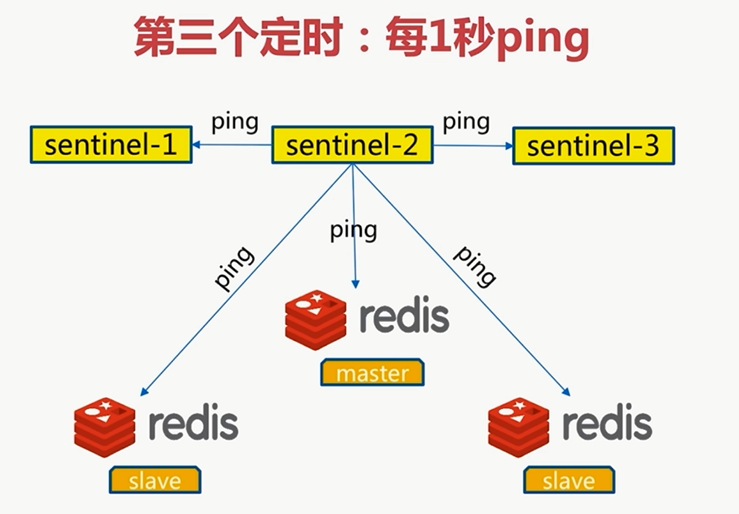 第三个定时：每1秒ping
ping
ping
sentinel-1
sentinel-2
sentinel-3
ping
ping
ping
redis
master
redis
redis
slave
slave